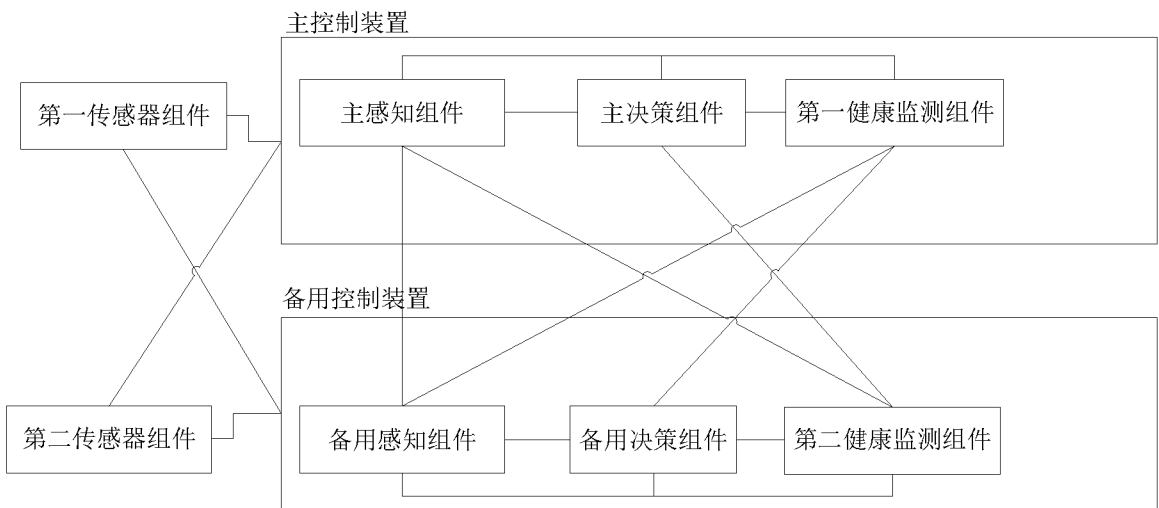 主控制装置
第一传感器组件
主感知组件
主决策组件
第一健康监测组件
备用控制装置
第二传感器组件
备用感知组件
备用决策组件
第二健康监测组件